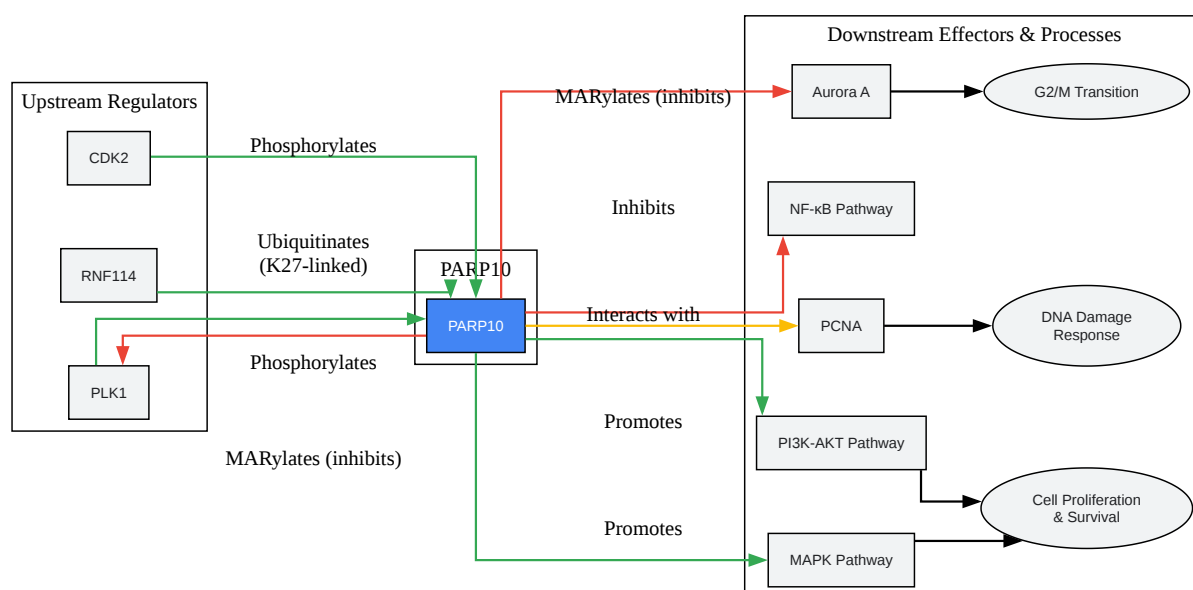 Upstream Regulators
CDK2
RNF114
PLK1
Phosphorylates
Ubiquitinates
(K27-linked)
Phosphorylates
MARylates (inhibits)
PARP10
PARP10
MARylates (inhibits)
Inhibits
Interacts with
Promotes
Promotes
Downstream Effectors & Processes
Aurora A
G2/M Transition
NF-κB Pathway
PCNA
DNA Damage
Response
PI3K-AKT Pathway
Cell Proliferation
& Survival
MAPK Pathway